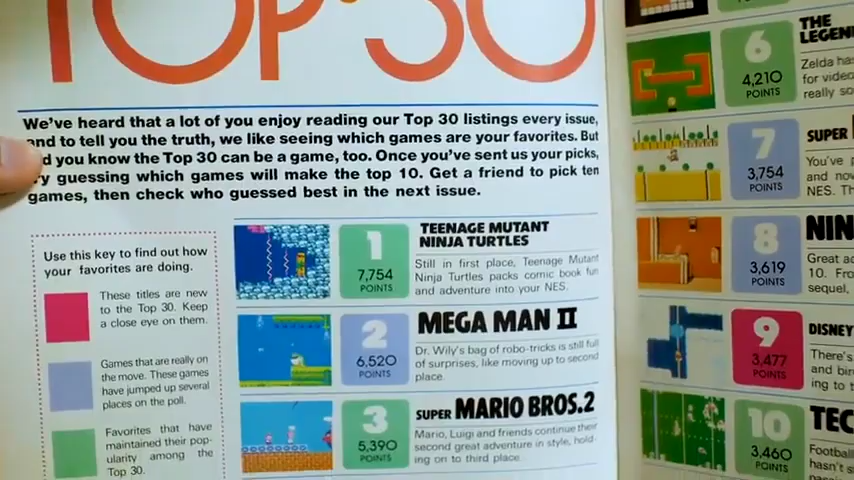 TOP 30
We've heard that a lot of you enjoy reading our Top 30 listings every issue,
and to tell you the truth, we like seeing which games are your favorites. But
you know the Top 30 can be a game, too. Once you've sent us your picks,
guessing which games will make the top 10. Get a friend to pick ten
games, then check who guessed best in the next issue.
Use this key to find out how
your favorites are doing.
These titles are new
to the Top 30. Keep
a close eye on them.
Games that are really on
the move. These games
have jumped up several
places on the poll.
Favorites that have
maintained their pop-
ularity among the
Top 30.
1
7,754
POINTS
TEENAGE MUTANT
NINJA TURTLES
Still in first place, Teenage Mutant
Ninja Turtles packs comic book fun
and adventure into your NES.
2
6,520
POINTS
MEGA MAN II
Dr. Wily's bag of robo-tricks is still full
of surprises, like moving up to second
place.
3
5,390
POINTS
SUPER MARIO BROS.2
Mario, Luigi and friends continue their
second great adventure in style, hold-
ing on to third place.
6
4,210
POINTS
THE
LEGEN
Zelda has
for video
really so
7
3,754
POINTS
SUPER
You've p
and now
NES. Th
8
3,619
POINTS
NIN
Great ac
10. Fro
sequel,
9
3,477
POINTS
DISNEY
There's
and bir
ing to t
10
3,460
POINTS
TEC
Football
hasn't s